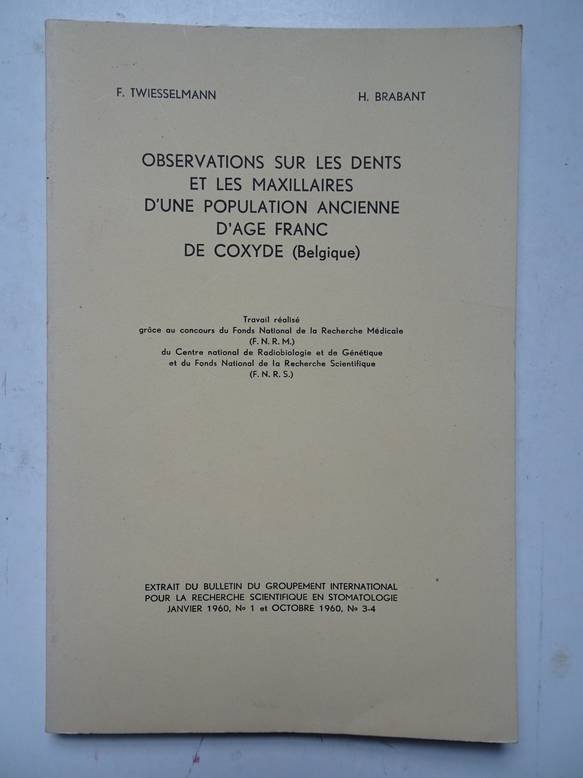 F. TWIESSELMANN H. BRABANT
OBSERVATIONS SUR LES DENTS
ET LES MAXILLAIRES
D'UNE POPULATION ANCIENNE
D'AGE FRANC
DE COXYDE (Belgique)
Travail réalisé
grâce au concours du Fonds National de la Recherche Médicale
(F. N. R. M.)
du Centre national de Radiobiologie et de Génétique
et du Fonds National de la Recherche Scientifique
(F. N. R. S.)
EXTRAIT DU BULLETIN DU GROUPEMENT INTERNATIONAL
POUR LA RECHERCHE SCIENTIFIQUE EN STOMATOLOGIE
JANVIER 1960, No 1 et OCTOBRE 1960, No 3-4